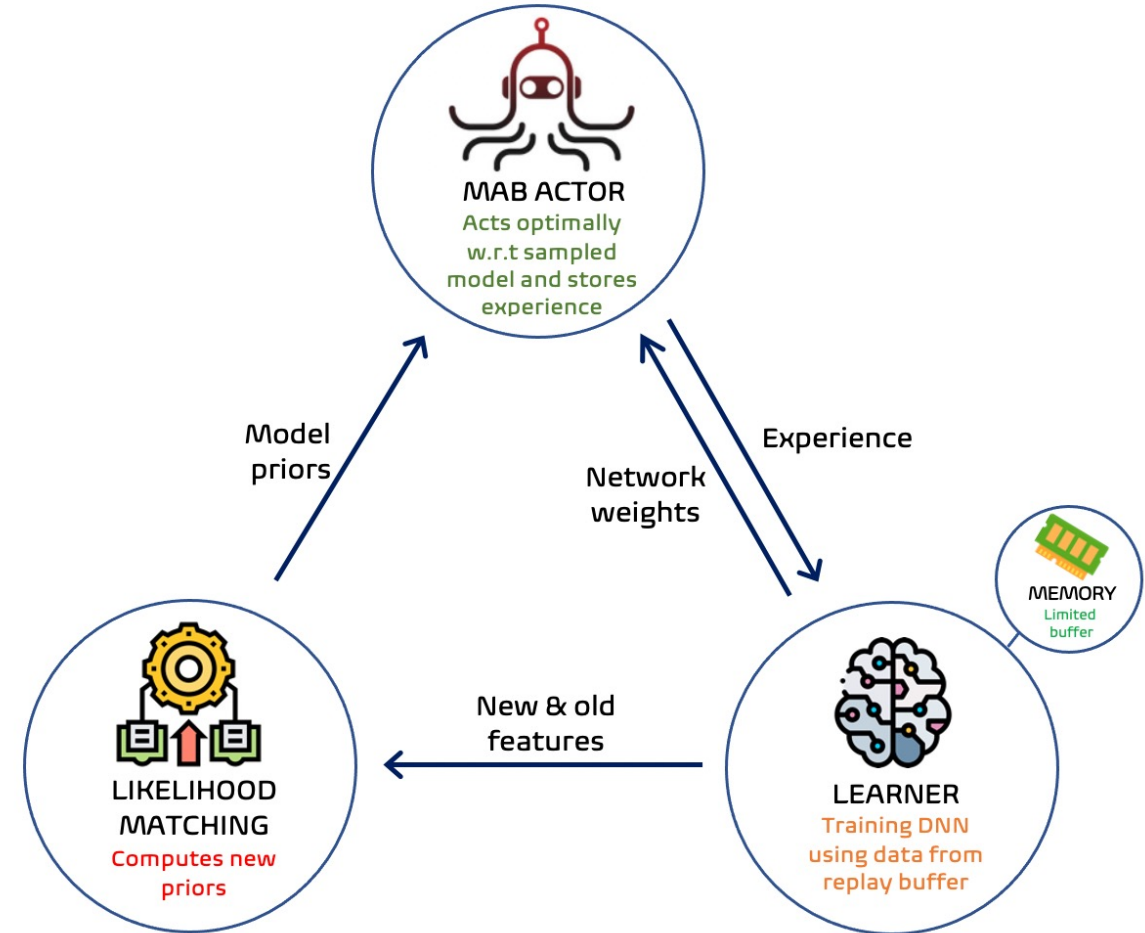 MAB ACTOR
Acts optimally
w.r.t sampled
model and stores
experience
Model
priors
Experience
Network
weights
MEMORY
Limited
buffer
New & old
features
LIKELIHOOD
MATCHING
Computes new
priors
LEARNER
Training DNN
using data from
replay buffer